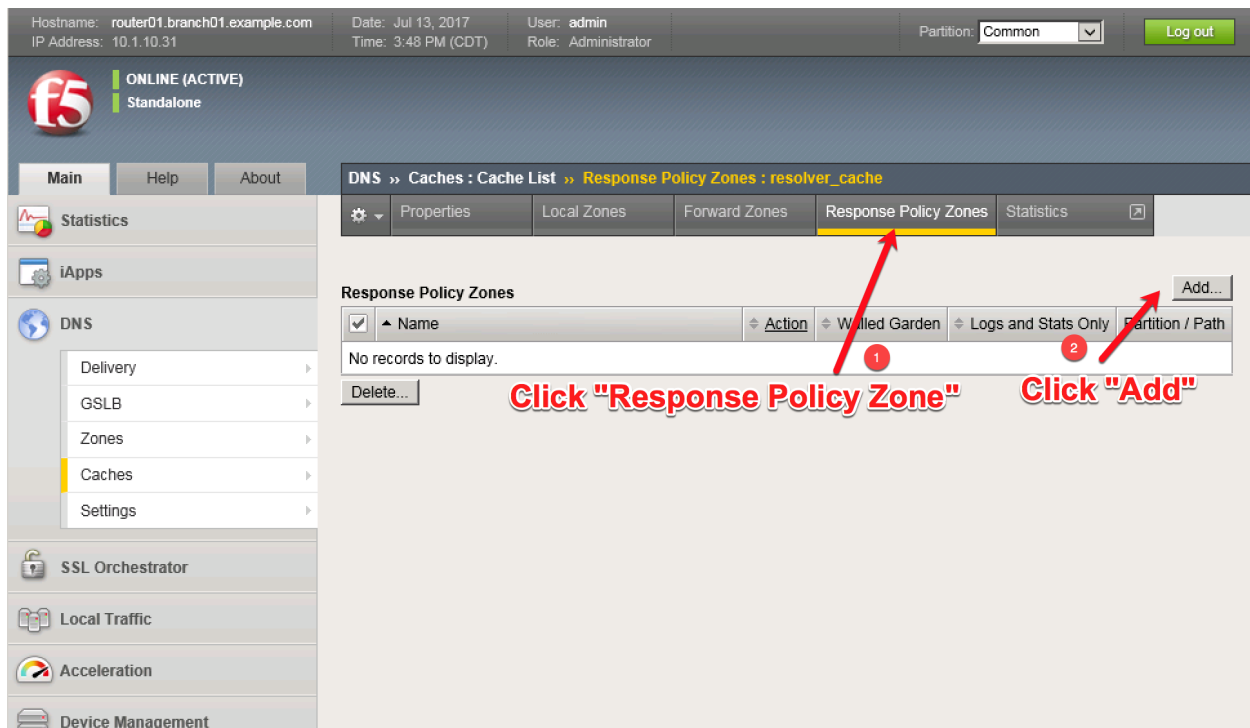 Hostname: router01.branch01.example.com Date: Jul 13, 2017 User: admin
IP Address: 10.1.10.31 Time: 3:48 PM (CDT) Role: Administrator
Partition: Common Log out
f5
ONLINE (ACTIVE)
Standalone
Main Help About
DNS ›› Caches : Cache List ›› Response Policy Zones : resolver_cache
Properties Local Zones Forward Zones Response Policy Zones Statistics
Statistics
iApps
DNS
Delivery
GSLB
Zones
Caches
Settings
SSL Orchestrator
Local Traffic
Acceleration
Device Management
Add...
Response Policy Zones
Name Action Walled Garden Logs and Stats Only Partition / Path
No records to display.
Delete...
1
Click "Response Policy Zone"
2
Click "Add"